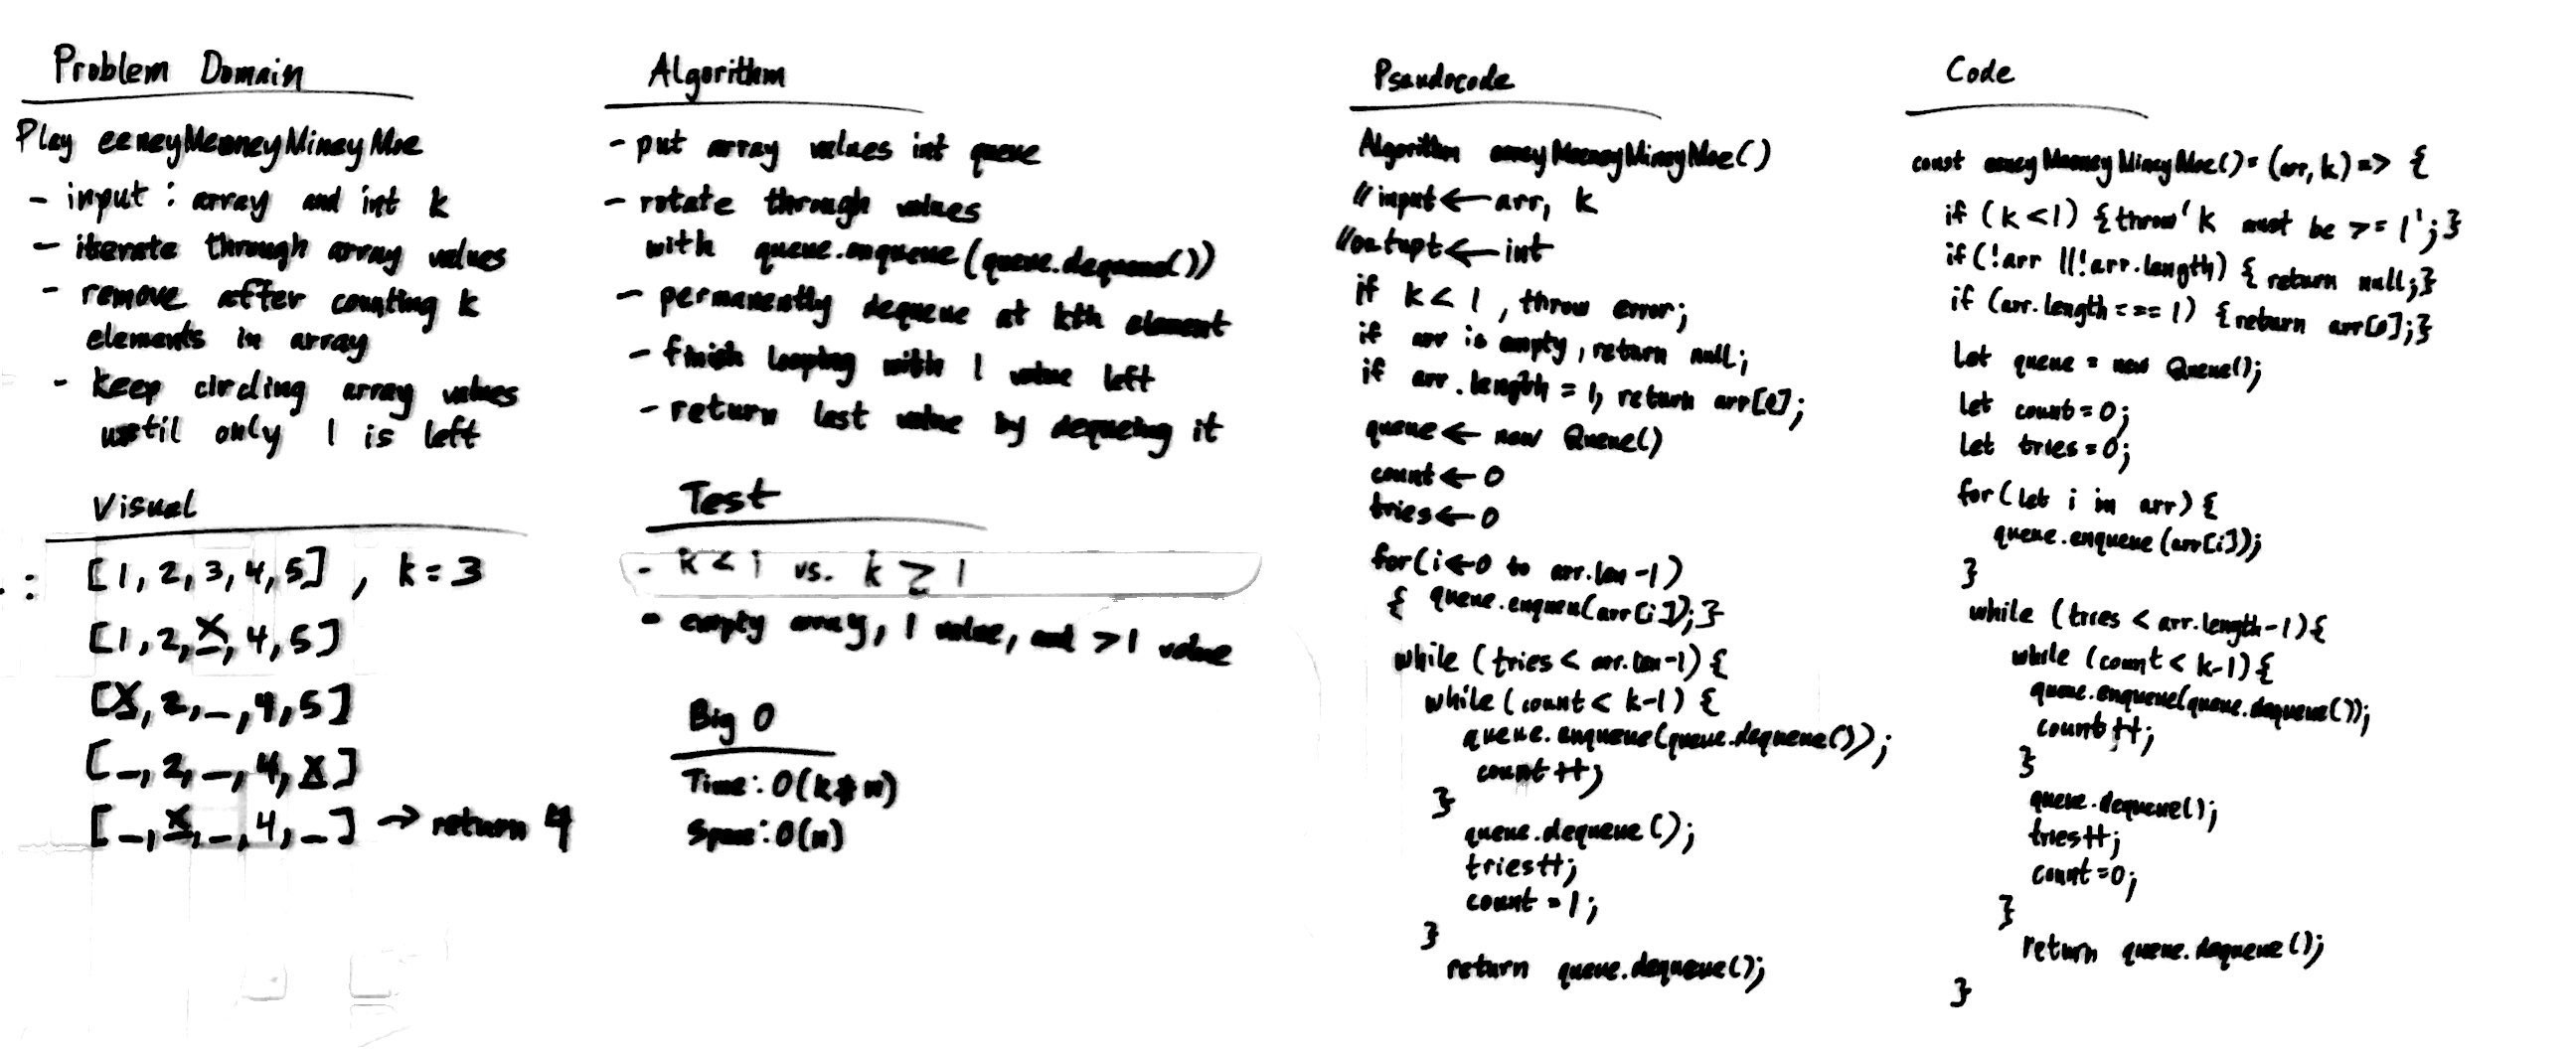 Problem Domain
Play eeneyMeeneyMineyMoe
- input : array and int k
- iterate through array values
- remove after counting k
elements in array
- keep circling array values
until only 1 is left
Visual
: [1, 2, 3, 4, 5] , k = 3
[1, 2, X, 4, 5]
[X, 2, _, 4, 5]
[_, 2, _, 4, X]
[_, X, _, 4, _] → return 4
Algorithm
- put array values int queue
- rotate through values
with queue.enqueue(queue.dequeue())
- permanently dequeue at kth element
- finish looping with 1 value left
- return last value by dequeing it
Test
- k < 1 vs. k ≥ 1
- empty array, 1 value, and >1 value
Big O
Time: O(k*n)
Space: O(n)
Pseudocode
Algorithm eeneyMeeneyMineyMoe()
// input ← arr, k
// outupt ← int
if k < 1 , throw error;
if arr is empty, return null;
if arr.length = 1, return arr[0];
queue ← new Queue()
count ← 0
tries ← 0
for(i ← 0 to arr.len -1)
{ queue.enqueu(arr[i]);}
while (tries < arr.len-1) {
while (count < k-1) {
queue.enqueue(queue.dequeue());
count ++;
}
queue.dequeue();
tries++;
count = 1;
}
return queue.dequeue();
Code
const eeneyMeeneyMineyMoe() = (arr, k) => {
if (k <1) {throw 'k must be >= 1';}
if (!arr ||!arr.length) { return null;}
if (arr.length === 1) {return arr[0];}
let queue = new Queue();
let count = 0;
let tries = 0;
for(let i in arr) {
queue.enqueue (arr[i]);
}
while (tries < arr.length-1){
while (count < k-1) {
queue.enqueue(queue.dequeue());
count ++;
}
queue.dequeue();
tries++;
count = 0;
}
return queue.dequeue();
}